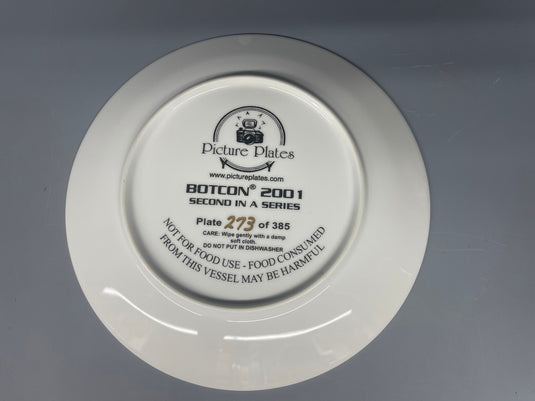 Picture Plates
www.pictureplates.com
BOTCON® 2001
SECOND IN A SERIES
Plate 273 of 385
CARE: Wipe gently with a damp
soft cloth.
DO NOT PUT IN DISHWASHER
NOT FOR FOOD USE - FOOD CONSUMED
FROM THIS VESSEL MAY BE HARMFUL